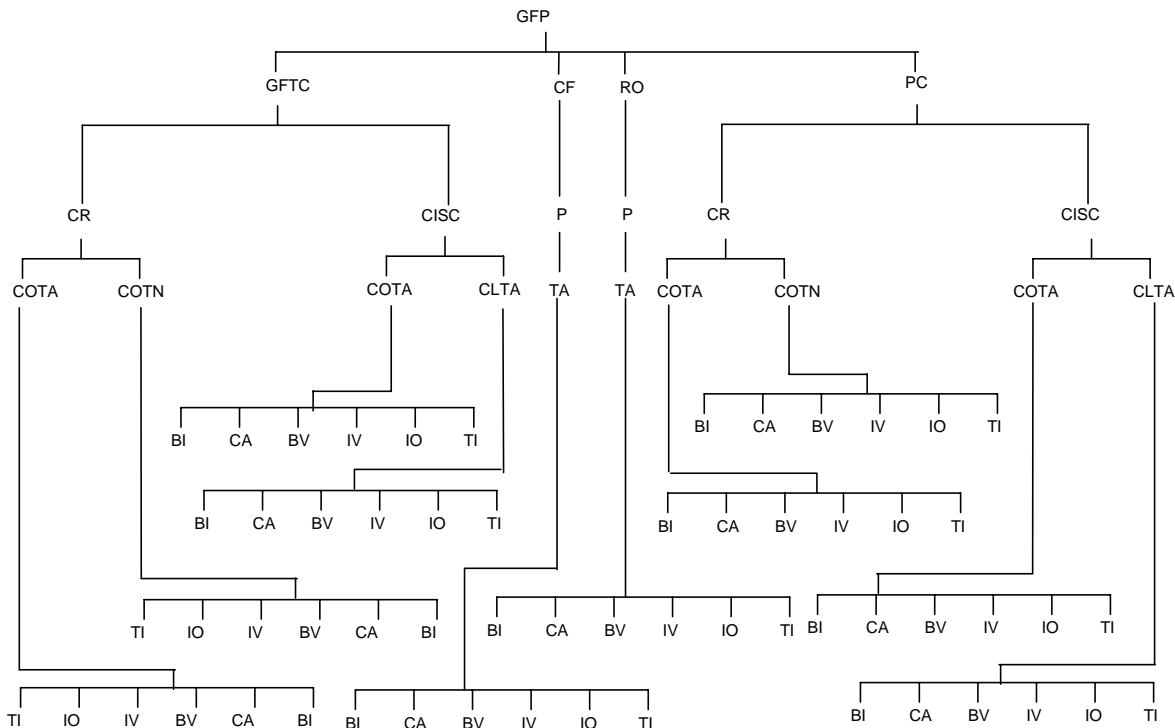 GFP
GFTC CF RO PC
CR CISC P P CR CISC
COTA COTN COTA CLTA TA TA COTA COTN COTA CLTA
BI CA BV IV IO TI
BI CA BV IV IO TI
BI CA BV IV IO TI
BI CA BV IV IO TI
TI IO IV BV CA BI
BI CA BV IV IO TI
BI CA BV IV IO TI
TI IO IV BV CA BI
BI CA BV IV IO TI
BI CA BV IV IO TI